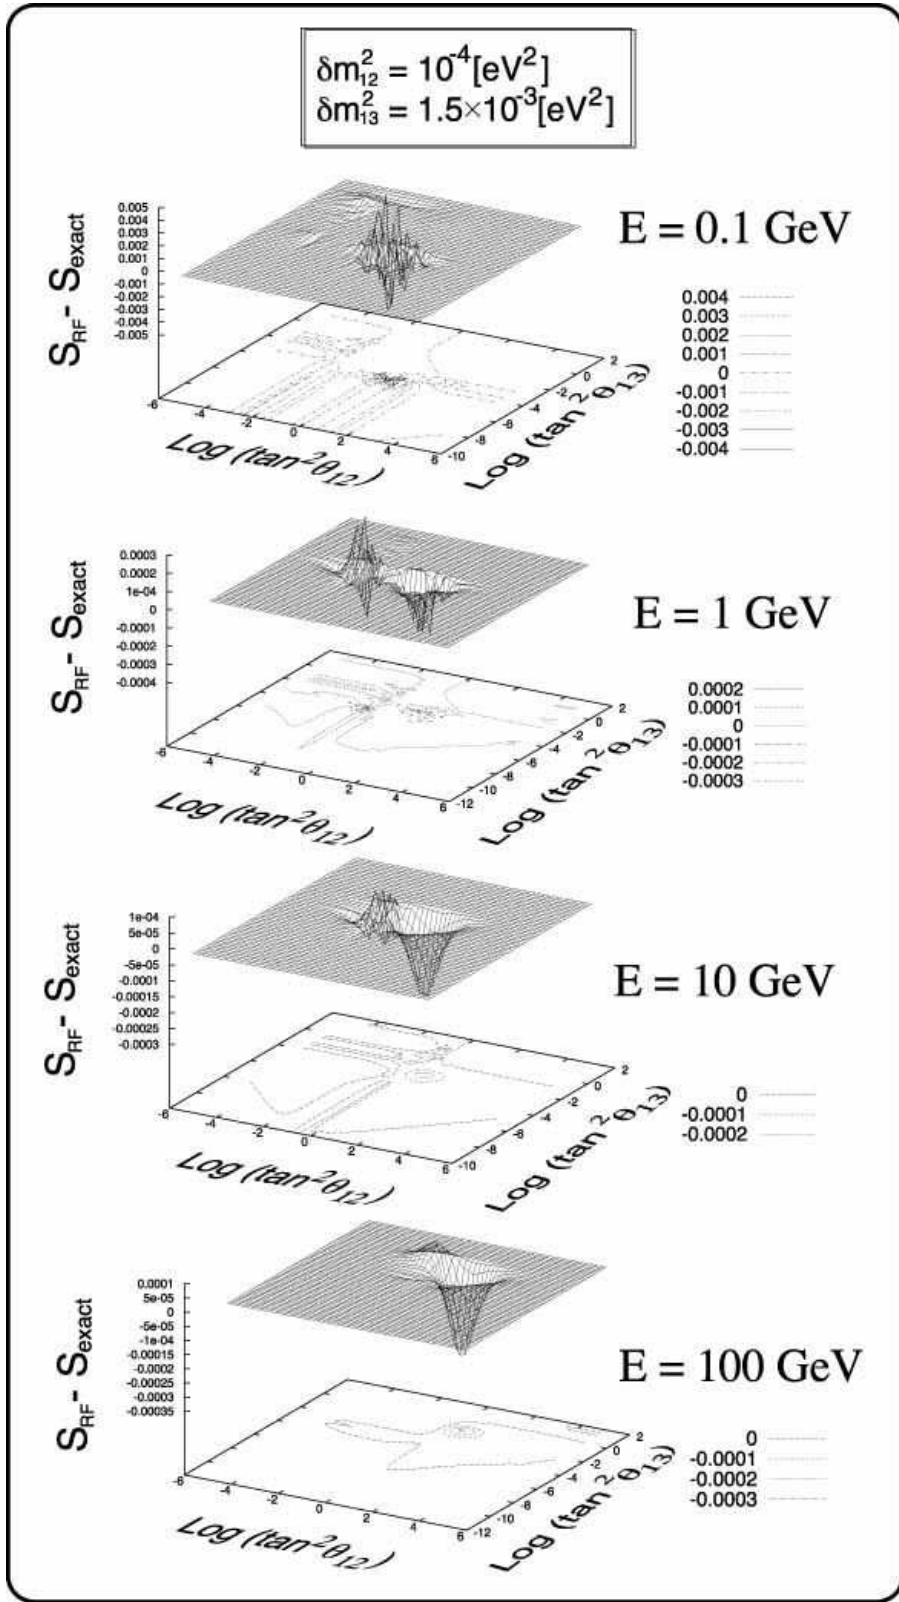 δm²₁₂ = 10⁻⁴[eV²]
δm²₁₃ = 1.5×10⁻³[eV²]
E = 0.1 GeV
S_RF - S_exact
0.005
0.004
0.003
0.002
0.001
0
-0.001
-0.002
-0.003
-0.004
-0.005
0.004
0.003
0.002
0.001
0
-0.001
-0.002
-0.003
-0.004
-6 -4 -2 0 2 4 6
-10 -8 -6 -4 -2 0 2
Log (tan²θ₁₂)
Log (tan²θ₁₃)
E = 1 GeV
S_RF - S_exact
0.0003
0.0002
1e-04
0
-0.0001
-0.0002
-0.0003
-0.0004
0.0002
0.0001
0
-0.0001
-0.0002
-0.0003
-6 -4 -2 0 2 4 6
-12 -10 -8 -6 -4 -2 0 2
Log (tan²θ₁₂)
Log (tan²θ₁₃)
E = 10 GeV
S_RF - S_exact
1e-04
5e-05
0
-5e-05
-0.0001
-0.00015
-0.0002
-0.00025
-0.0003
0
-0.0001
-0.0002
-6 -4 -2 0 2 4 6
-10 -8 -6 -4 -2 0 2
Log (tan²θ₁₂)
Log (tan²θ₁₃)
E = 100 GeV
S_RF - S_exact
0.0001
5e-05
0
-5e-05
-1e-04
-0.00015
-0.0002
-0.00025
-0.0003
-0.00035
0
-0.0001
-0.0002
-0.0003
-6 -4 -2 0 2 4 6
-12 -10 -8 -6 -4 -2 0 2
Log (tan²θ₁₂)
Log (tan²θ₁₃)